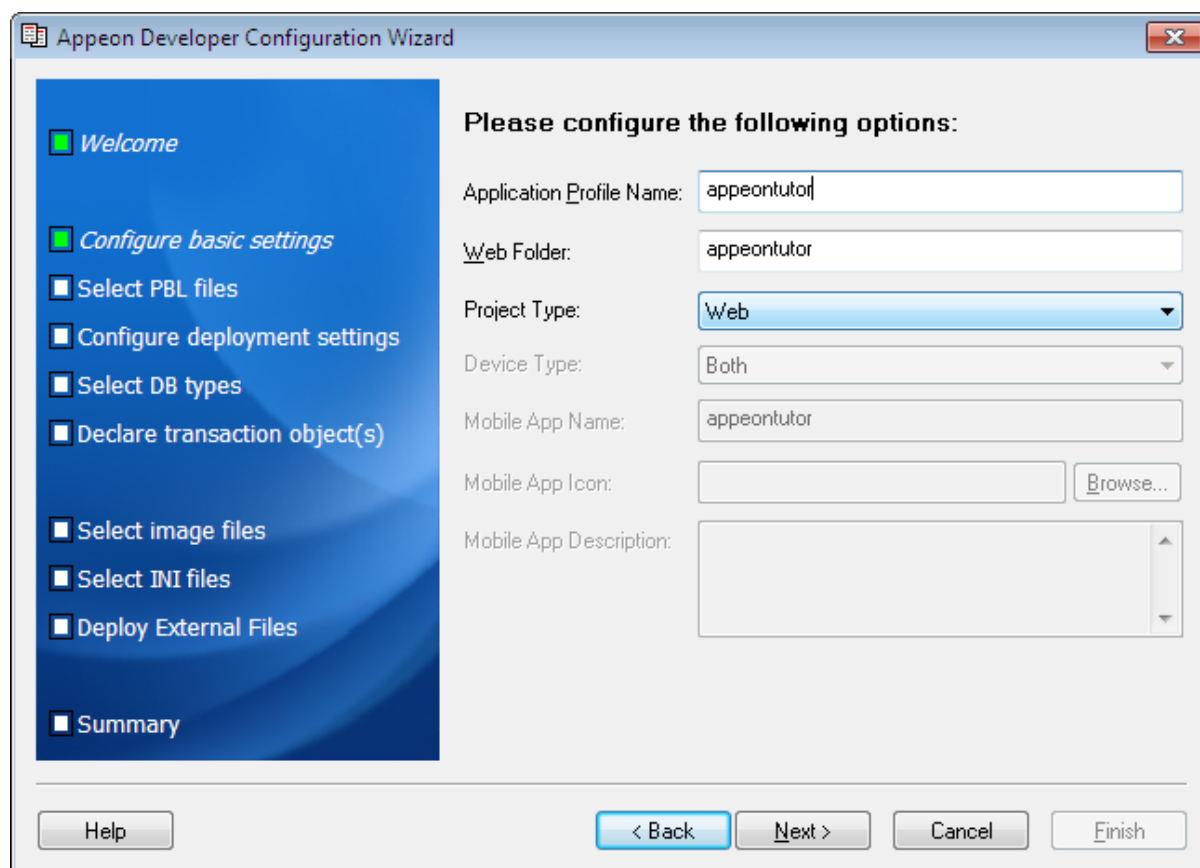 Appeon Developer Configuration Wizard
Welcome
Configure basic settings
Select PBL files
Configure deployment settings
Select DB types
Declare transaction object(s)
Select image files
Select INI files
Deploy External Files
Summary
Please configure the following options:
Application Profile Name: appeontutor
Web Folder: appeontutor
Project Type: Web
Device Type: Both
Mobile App Name: appeontutor
Mobile App Icon: Browse...
Mobile App Description:
Help < Back Next > Cancel Finish